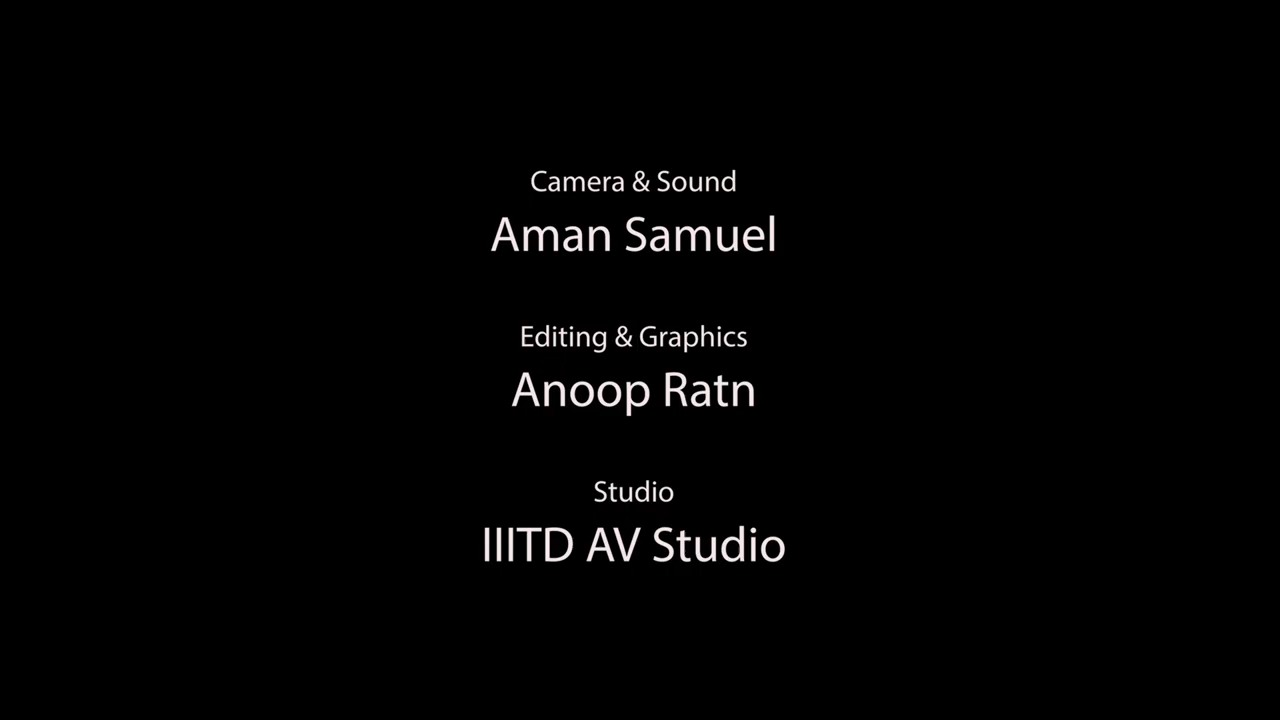 Camera & Sound
Aman Samuel
Editing & Graphics
Anoop Ratn
Studio
IIITD AV Studio